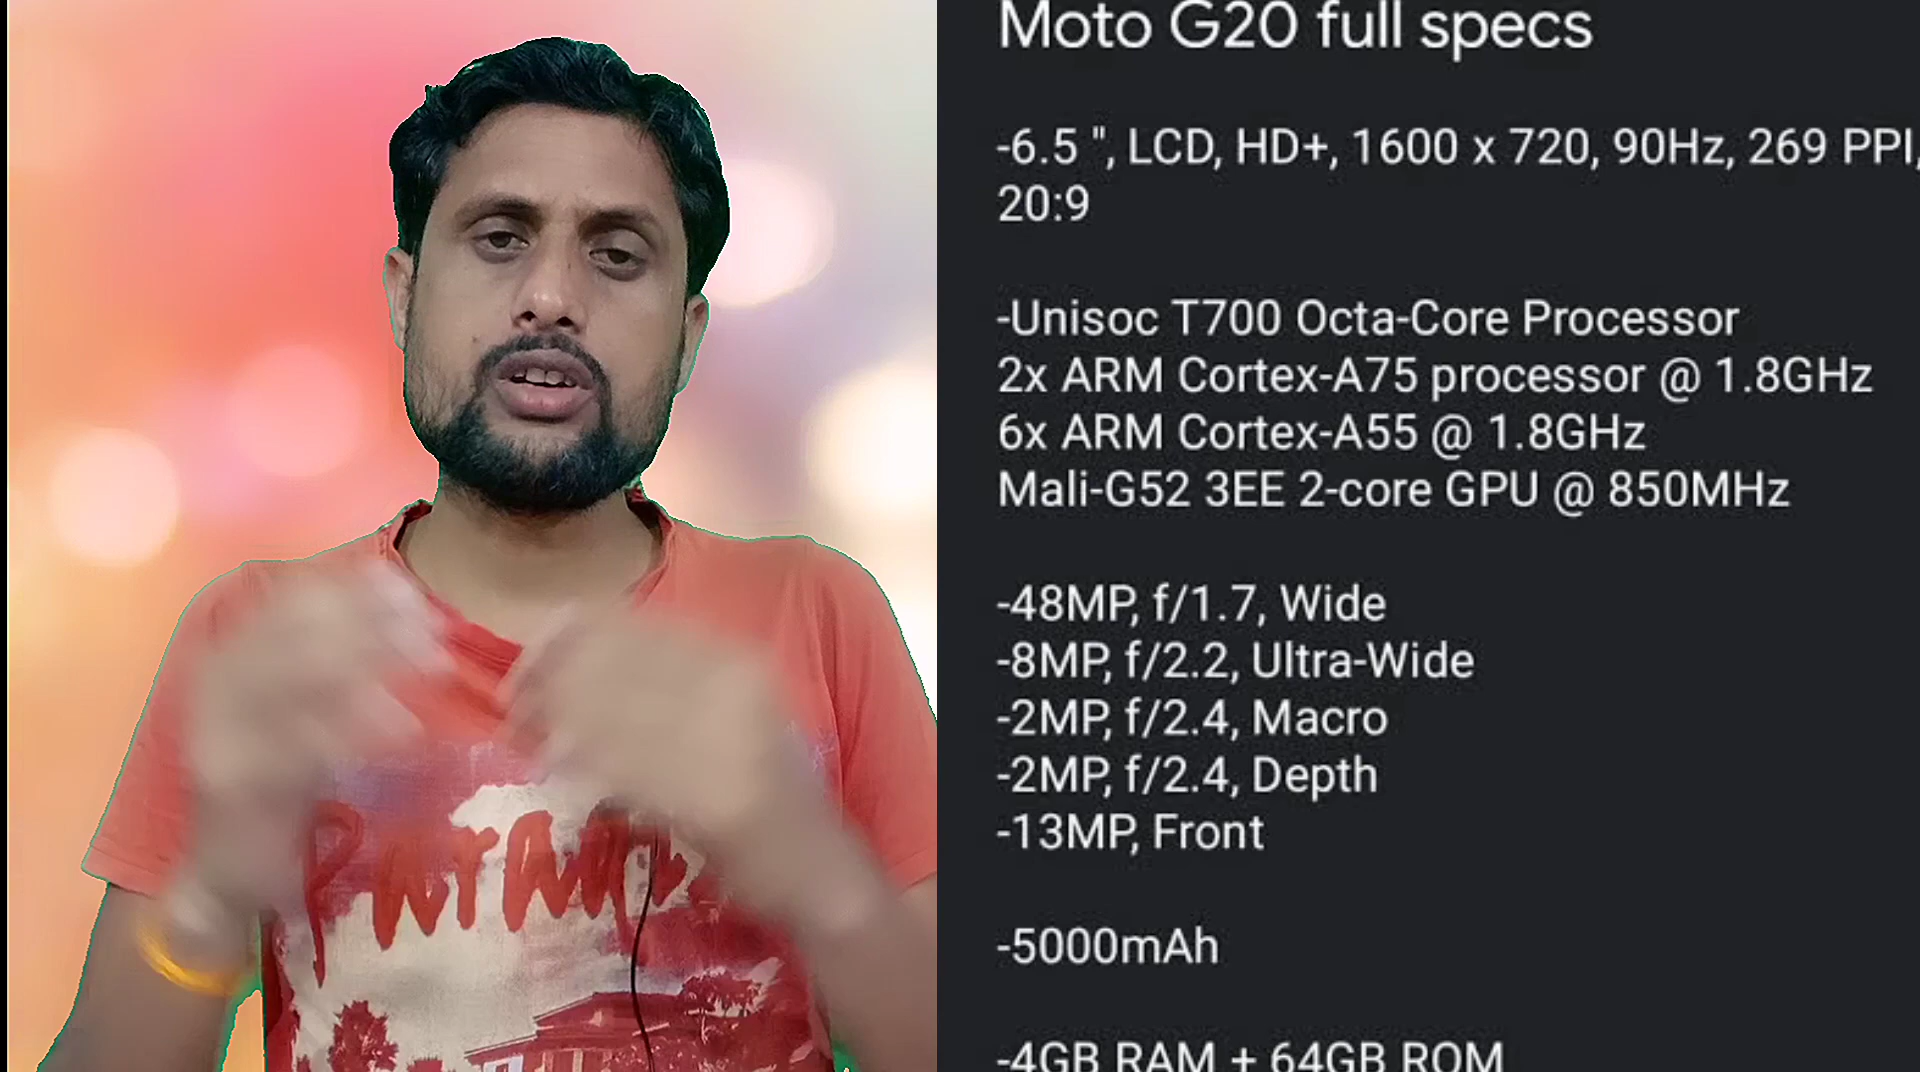 Moto G20 full specs
-6.5 ", LCD, HD+, 1600 x 720, 90Hz, 269 PPI,
20:9
-Unisoc T700 Octa-Core Processor
2x ARM Cortex-A75 processor @ 1.8GHz
6x ARM Cortex-A55 @ 1.8GHz
Mali-G52 3EE 2-core GPU @ 850MHz
-48MP, f/1.7, Wide
-8MP, f/2.2, Ultra-Wide
-2MP, f/2.4, Macro
-2MP, f/2.4, Depth
-13MP, Front
-5000mAh
-4GB RAM + 64GB ROM